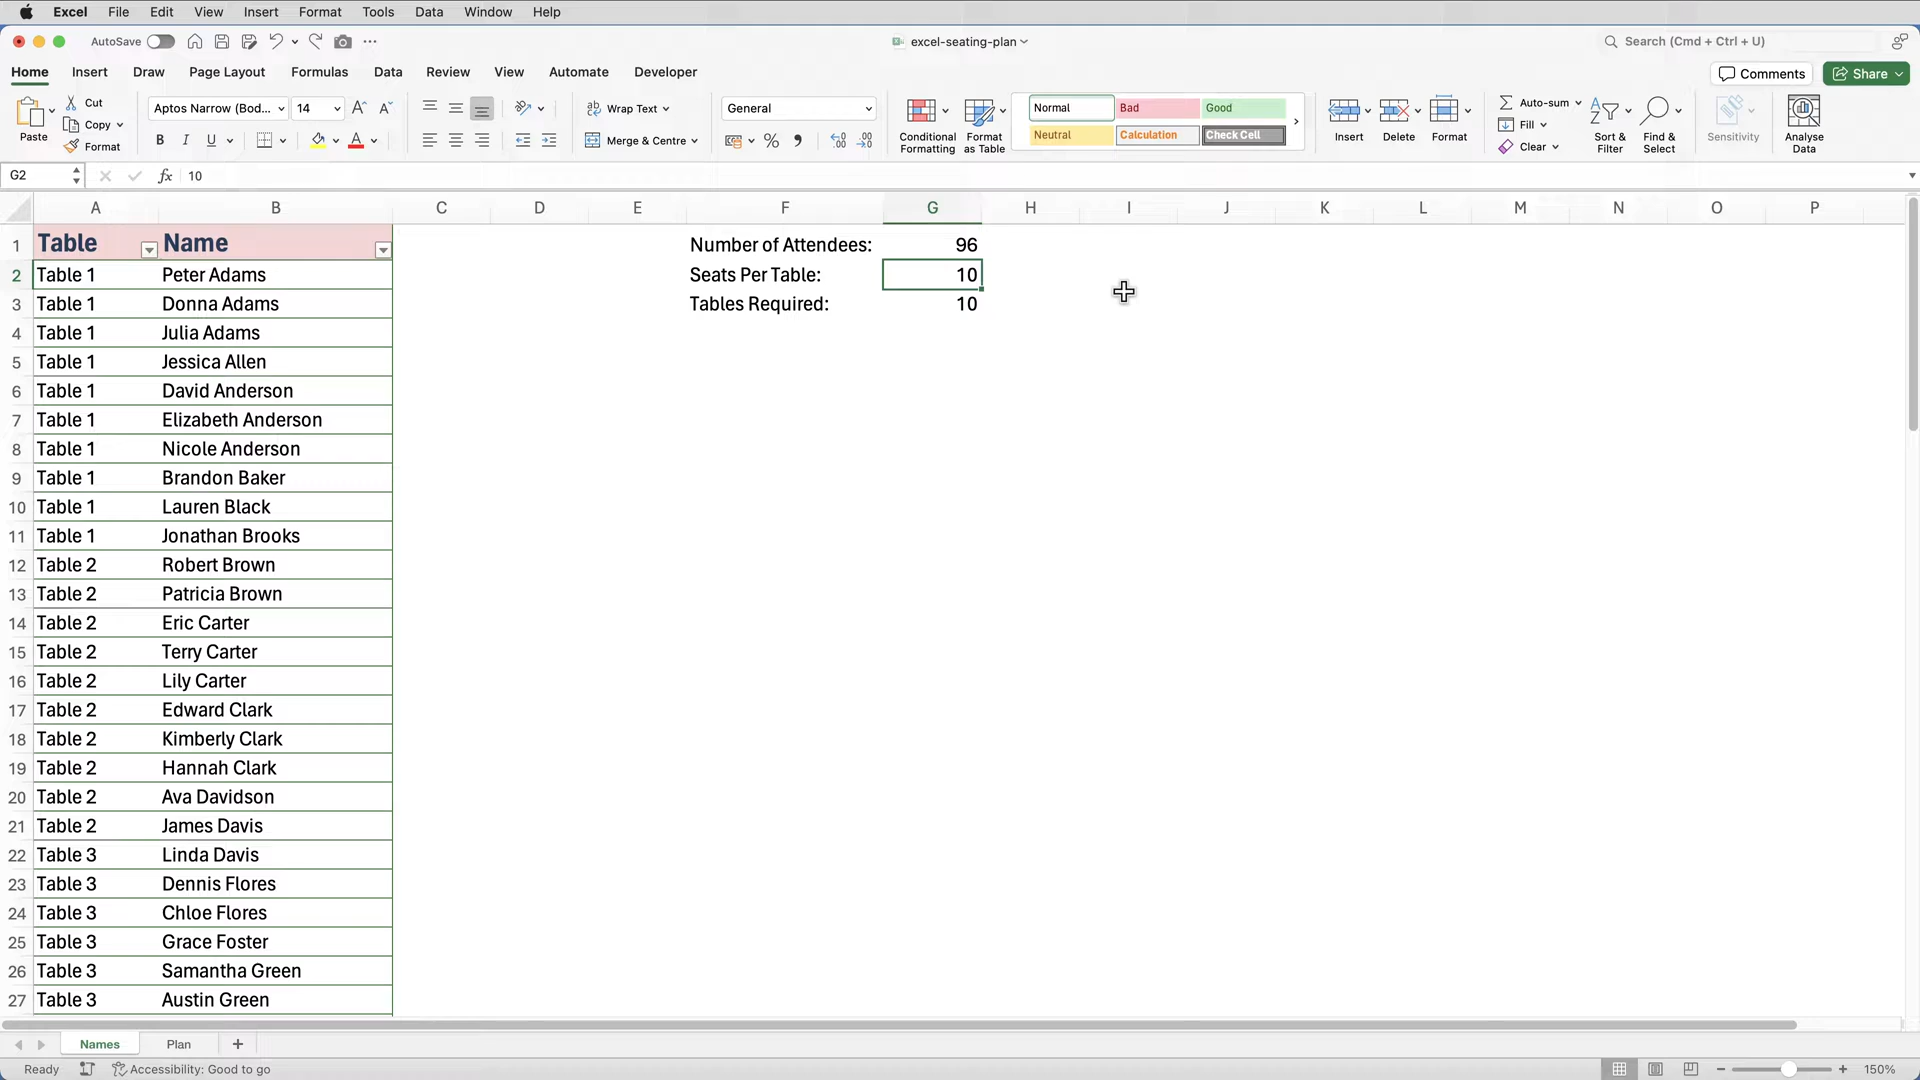 Excel File Edit View Insert Format Tools Data Window Help
AutoSave excel-seating-plan Search (Cmd + Ctrl + U)
Home Insert Draw Page Layout Formulas Data Review View Automate Developer Comments Share
Paste Cut Copy Format
Aptos Narrow (Bod... 14
B I U A
Wrap Text
Merge & Centre
General
%
Conditional Formatting
Format as Table
Normal Bad Good
Neutral Calculation Check Cell
Insert Delete Format
Auto-sum
Fill
Clear
Sort & Filter
Find & Select
Sensitivity
Analyse Data
G2 fx 10
A B C D E F G H I J K L M N O P
1 Table Name Number of Attendees: 96
2 Table 1 Peter Adams Seats Per Table: 10
3 Table 1 Donna Adams Tables Required: 10
4 Table 1 Julia Adams
5 Table 1 Jessica Allen
6 Table 1 David Anderson
7 Table 1 Elizabeth Anderson
8 Table 1 Nicole Anderson
9 Table 1 Brandon Baker
10 Table 1 Lauren Black
11 Table 1 Jonathan Brooks
12 Table 2 Robert Brown
13 Table 2 Patricia Brown
14 Table 2 Eric Carter
15 Table 2 Terry Carter
16 Table 2 Lily Carter
17 Table 2 Edward Clark
18 Table 2 Kimberly Clark
19 Table 2 Hannah Clark
20 Table 2 Ava Davidson
21 Table 2 James Davis
22 Table 3 Linda Davis
23 Table 3 Dennis Flores
24 Table 3 Chloe Flores
25 Table 3 Grace Foster
26 Table 3 Samantha Green
27 Table 3 Austin Green
Names Plan +
Ready Accessibility: Good to go 150%